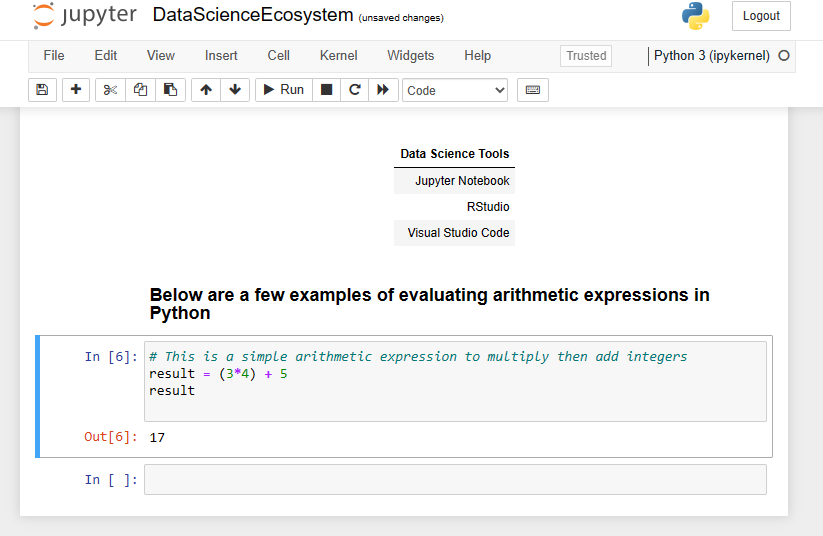 jupyter DataScienceEcosystem (unsaved changes) Logout
File Edit View Insert Cell Kernel Widgets Help Trusted Python 3 (ipykernel)
Run Code
Data Science Tools
Jupyter Notebook
RStudio
Visual Studio Code
Below are a few examples of evaluating arithmetic expressions in
Python
In [6]: # This is a simple arithmetic expression to multiply then add integers
result = (3*4) + 5
result
Out[6]: 17
In [ ]: